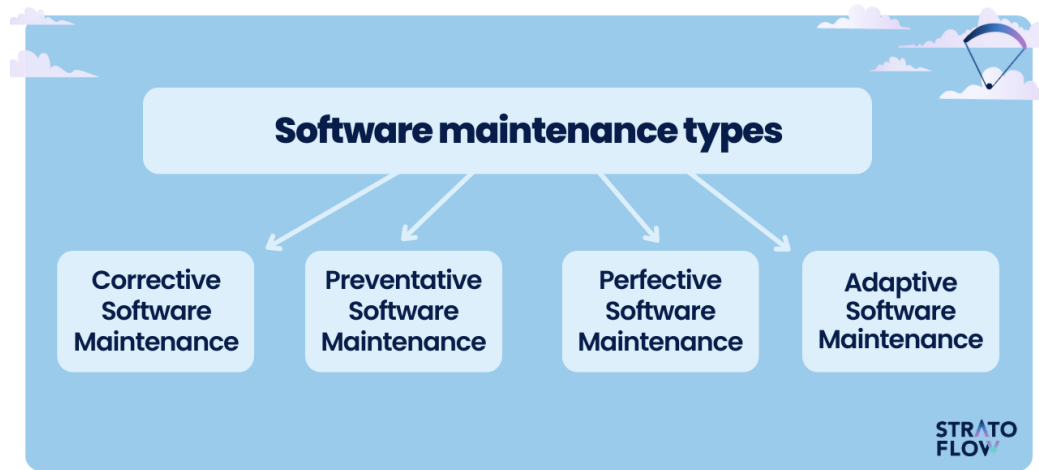 Software maintenance types
Corrective
Software
Maintenance
Preventative
Software
Maintenance
Perfective
Software
Maintenance
Adaptive
Software
Maintenance
STRATO
FLOW